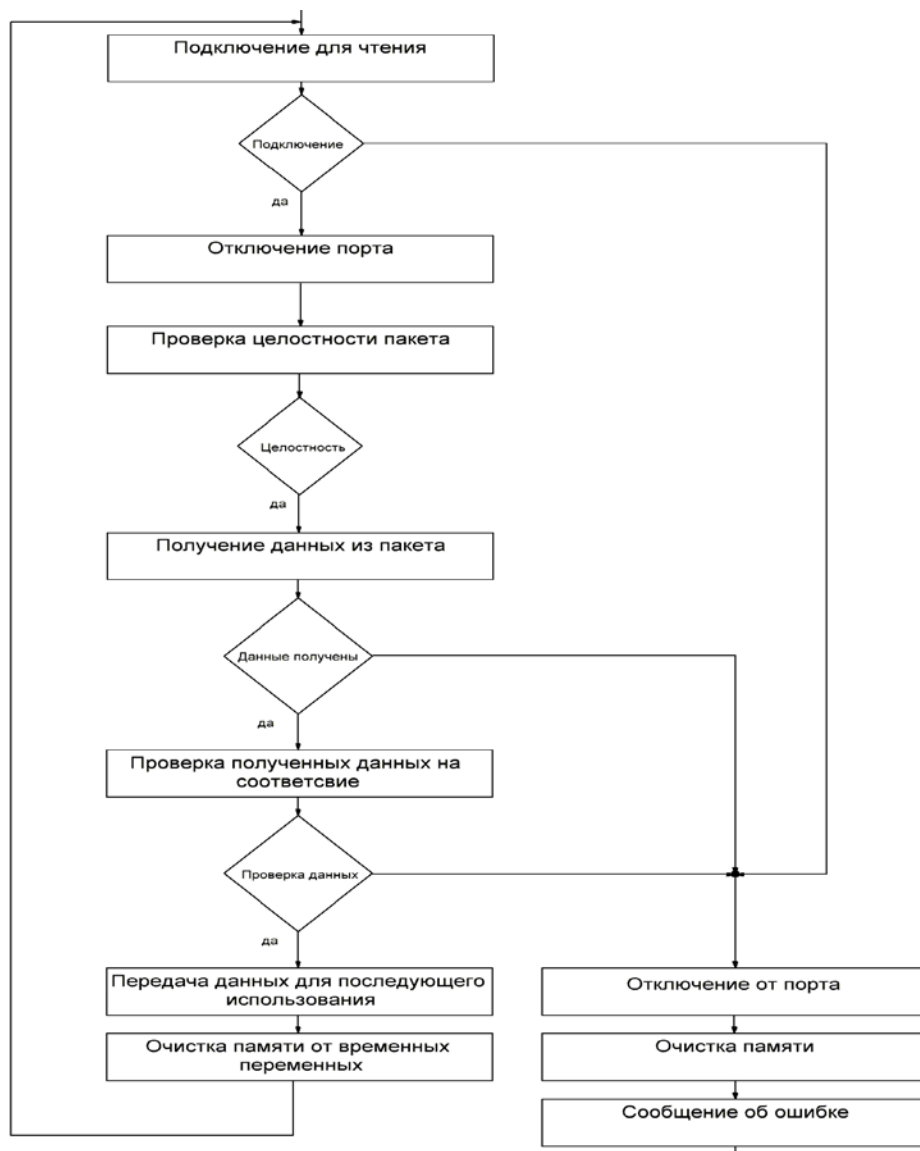 Подключение для чтения
Подключение
да
Отключение порта
Проверка целостности пакета
Целостность
да
Получение данных из пакета
Данные получены
да
Проверка полученных данных на
соответсвие
Проверка данных
да
Передача данных для последующего
использования
Очистка памяти от временных
переменных
Отключение от порта
Очистка памяти
Сообщение об ошибке